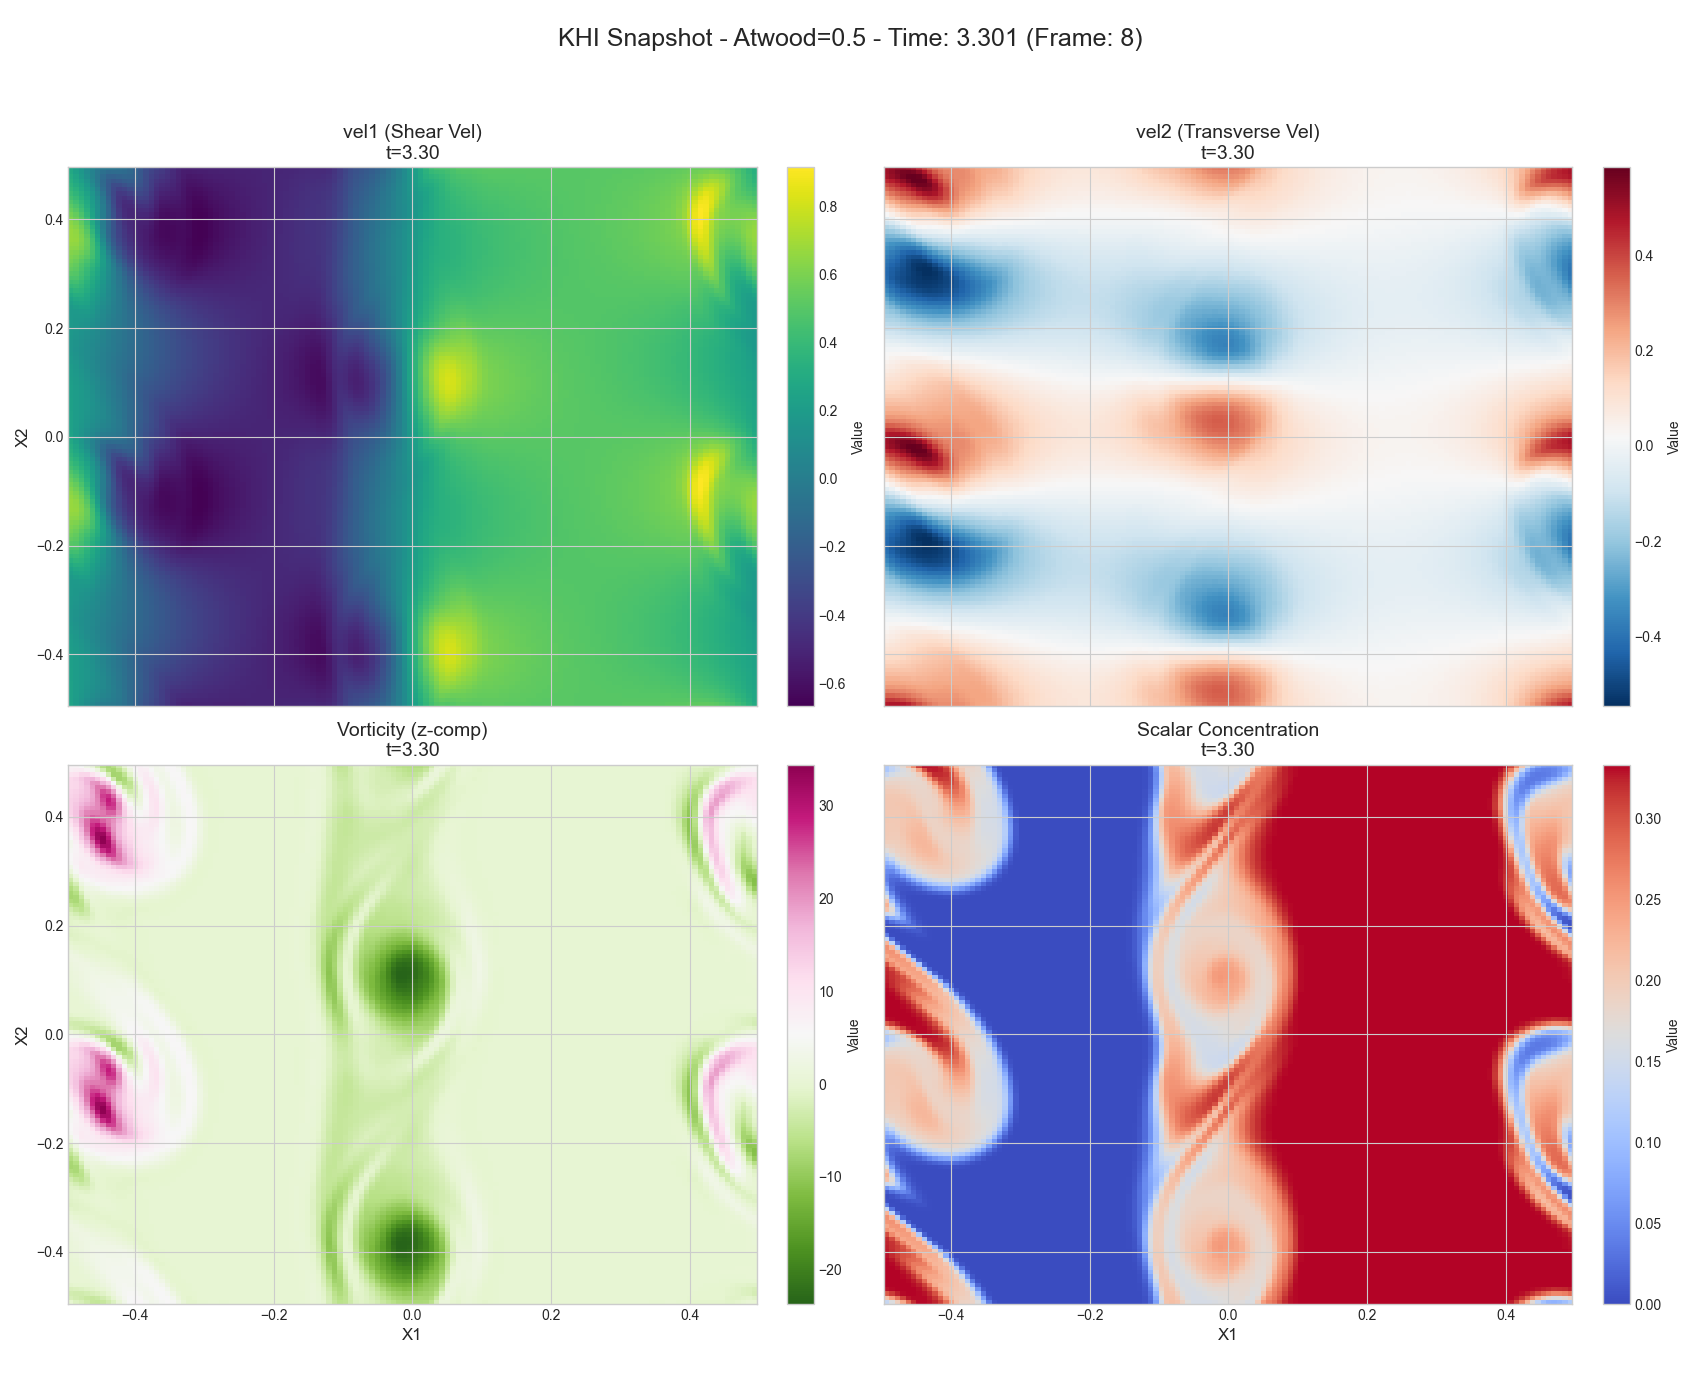 KHI Snapshot - Atwood=0.5 - Time: 3.301 (Frame: 8)
vel1 (Shear Vel)
t=3.30
X2
0.4
0.2
0.0
−0.2
−0.4
0.8
0.6
0.4
0.2
0.0
−0.2
−0.4
−0.6
Value
vel2 (Transverse Vel)
t=3.30
0.4
0.2
0.0
−0.2
−0.4
Value
Vorticity (z-comp)
t=3.30
X2
0.4
0.2
0.0
−0.2
−0.4
−0.4
−0.2
0.0
0.2
0.4
X1
30
20
10
0
−10
−20
Value
Scalar Concentration
t=3.30
−0.4
−0.2
0.0
0.2
0.4
X1
0.30
0.25
0.20
0.15
0.10
0.05
0.00
Value